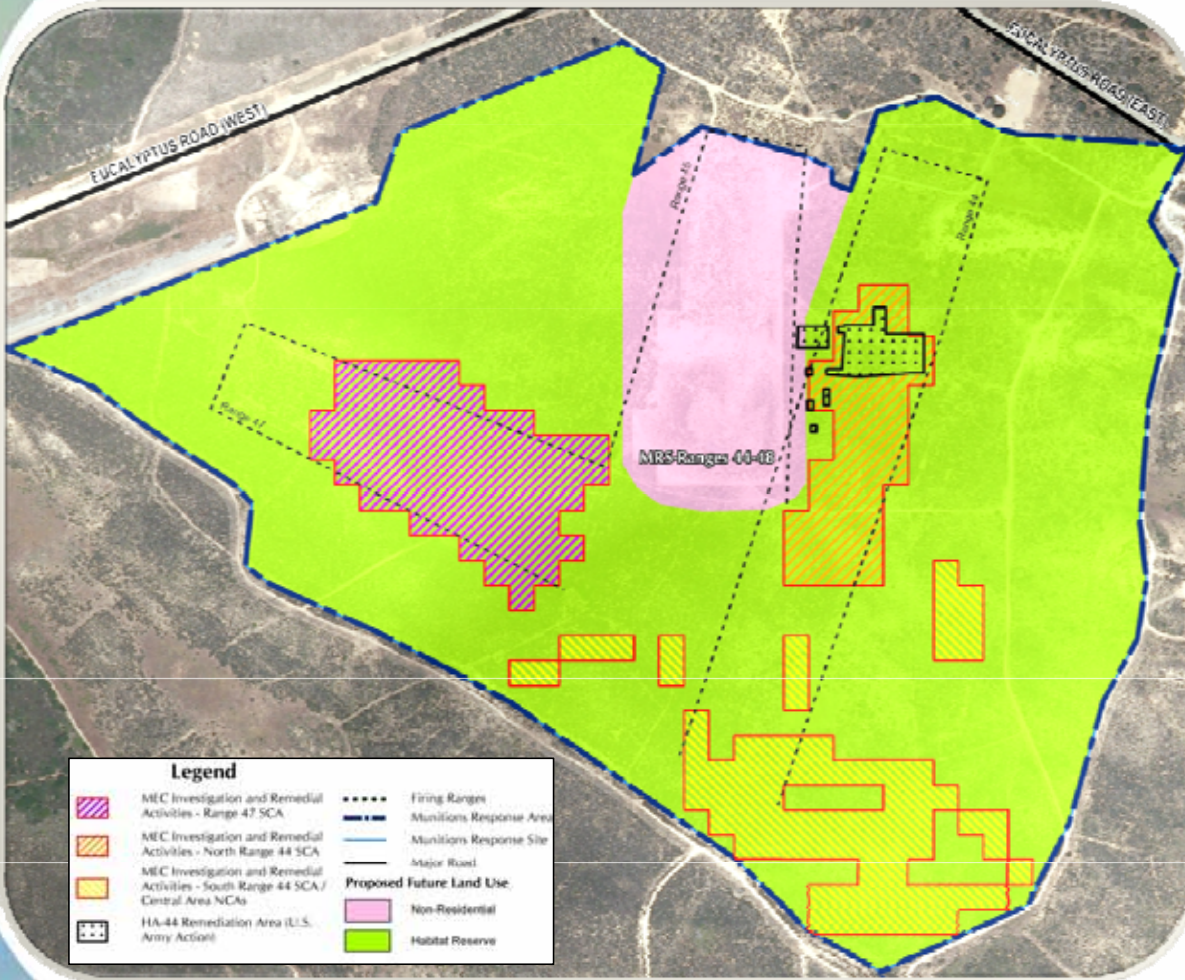 EUCALYPTUS ROAD (EAST)
EUCALYPTUS ROAD (WEST)
Range 45
Range 44
Range 47
MRS-Ranges 44-48
Legend
MEC Investigation and Remedial
Activities - Range 47 SCA
MEC Investigation and Remedial
Activities - North Range 44 SCA
MEC Investigation and Remedial
Activities - South Range 44 SCA /
Central Area NCAs
HA-44 Remediation Area (U.S.
Army Action)
Firing Ranges
Munitions Response Area
Munitions Response Site
Major Road
Proposed Future Land Use
Non-Residential
Habitat Reserve